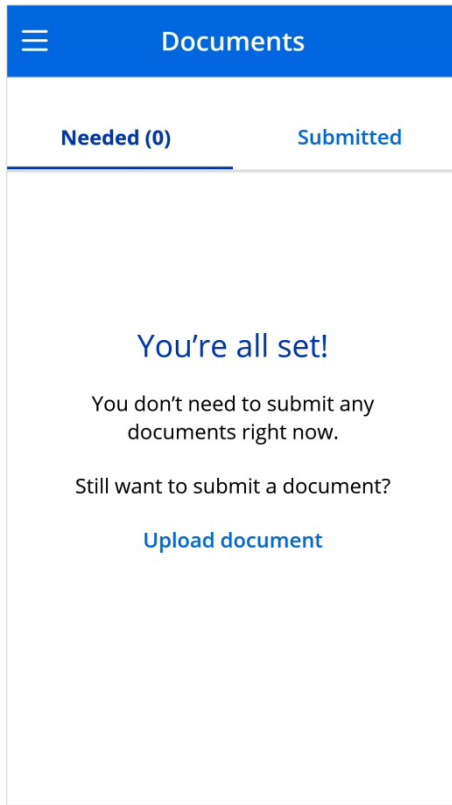 Documents
Needed (0)
Submitted
You’re all set!
You don’t need to submit any
documents right now.
Still want to submit a document?
Upload document